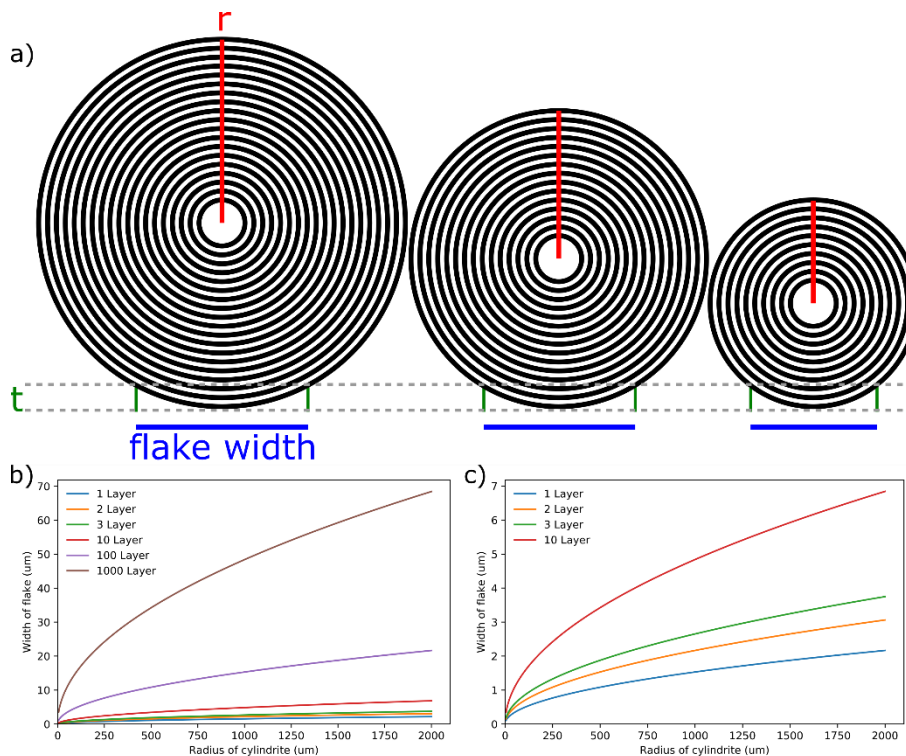 r
a)
t
flake width
b)
70
60
50
40
30
20
10
0
Width of flake (um)
1 Layer
2 Layer
3 Layer
10 Layer
100 Layer
1000 Layer
0 250 500 750 1000 1250 1500 1750 2000
Radius of cylindrite (um)
c)
7
6
5
4
3
2
1
0
Width of flake (um)
1 Layer
2 Layer
3 Layer
10 Layer
0 250 500 750 1000 1250 1500 1750 2000
Radius of cylindrite (um)